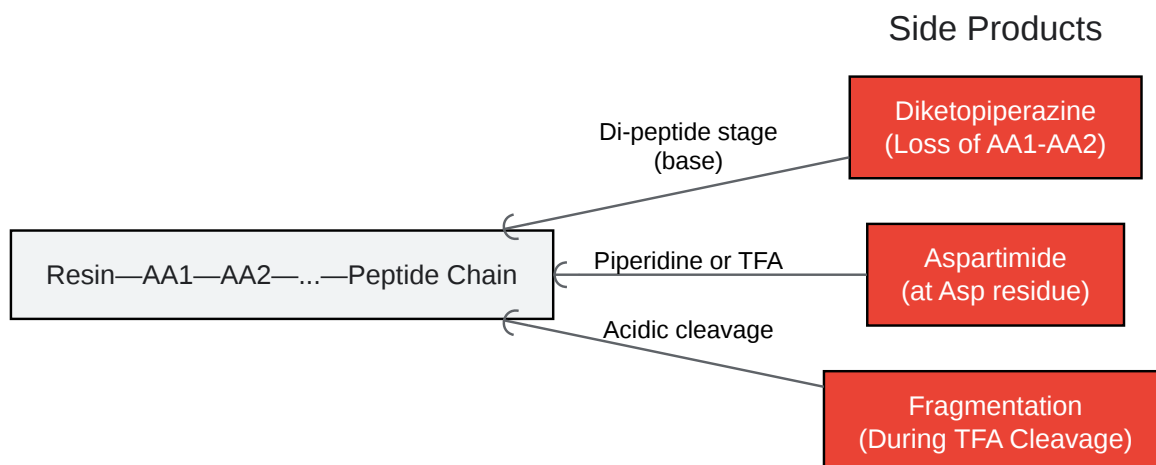 Side Products
Diketopiperazine
(Loss of AA1-AA2)
Di-peptide stage
(base)
Resin—AA1—AA2—...—Peptide Chain
Piperidine or TFA
Aspartimide
(at Asp residue)
Acidic cleavage
Fragmentation
(During TFA Cleavage)